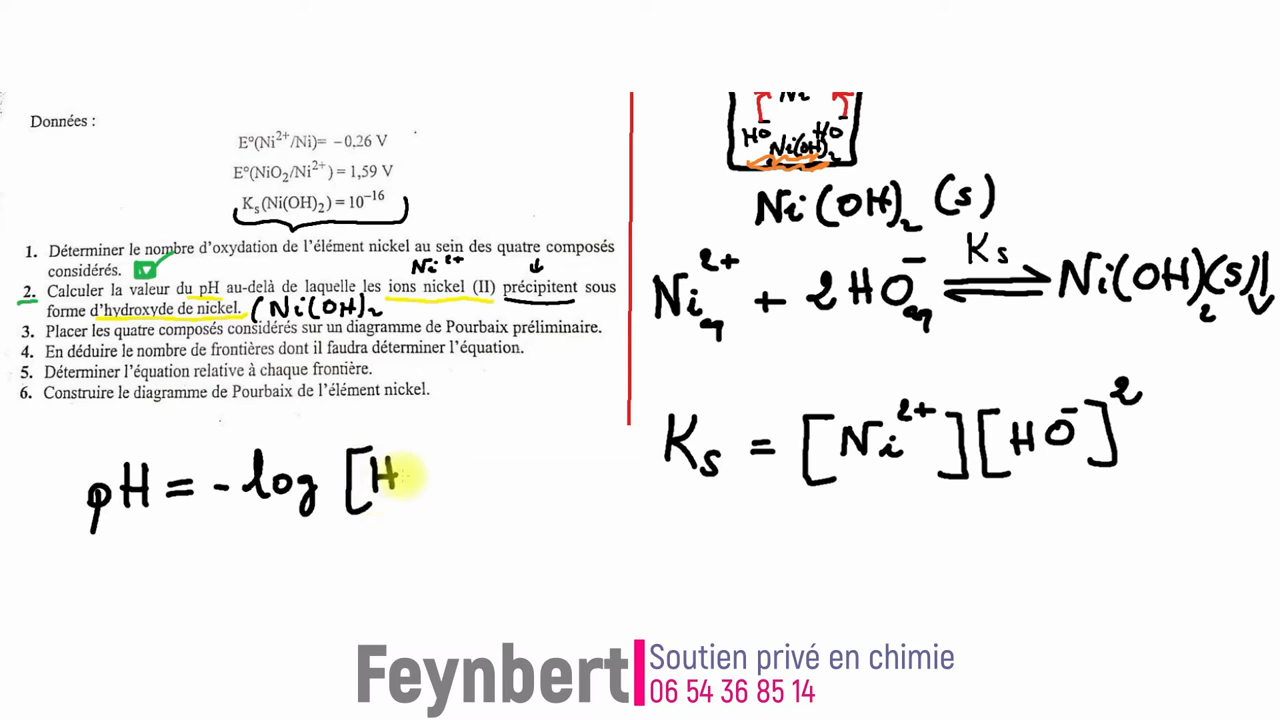 Données :
E°(Ni²⁺/Ni)= −0,26 V
E°(NiO₂/Ni²⁺) = 1,59 V
Kₛ(Ni(OH)₂) = 10⁻¹⁶
1. Déterminer le nombre d'oxydation de l'élément nickel au sein des quatre composés
considérés.
Ni²⁺ ↓
2. Calculer la valeur du pH au-delà de laquelle les ions nickel (II) précipitent sous
forme d'hydroxyde de nickel. (Ni(OH)₂
3. Placer les quatre composés considérés sur un diagramme de Pourbaix préliminaire.
4. En déduire le nombre de frontières dont il faudra déterminer l'équation.
5. Déterminer l'équation relative à chaque frontière.
6. Construire le diagramme de Pourbaix de l'élément nickel.
pH = - log [H
HO⁻ HO⁻
Ni(OH)₂
Ni(OH)₂ (s)
Ni²⁺aq + 2HO⁻aq ⇌ Ks Ni(OH)₂(s)↓
Ks = [Ni²⁺][HO⁻]²
Feynbert
Soutien privé en chimie
06 54 36 85 14